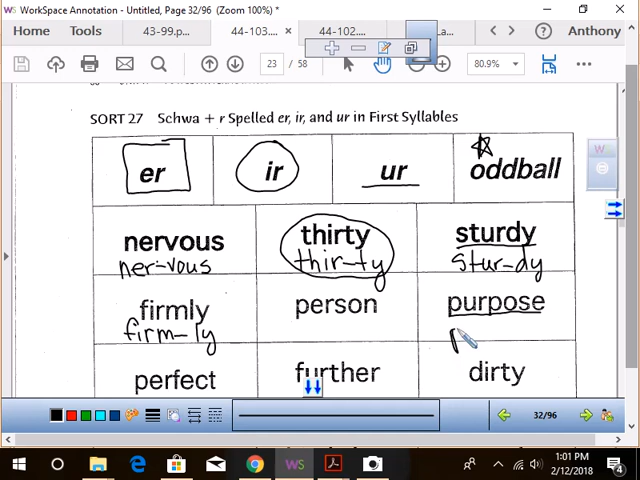 WS WorkSpace Annotation - Untitled, Page 32/96 (Zoom 100%)
Home Tools 43-99.p... 44-103.... × 44-102.... Anthony
23 / 58 80.9%
SORT 27 Schwa + r Spelled er, ir, and ur in First Syllables
er ir ur oddball
nervous thirty sturdy
ner-vous thir-ty stur-dy
firmly person purpose
firm-ly
perfect further dirty
32/96
WS 1:01 PM
2/12/2018 4